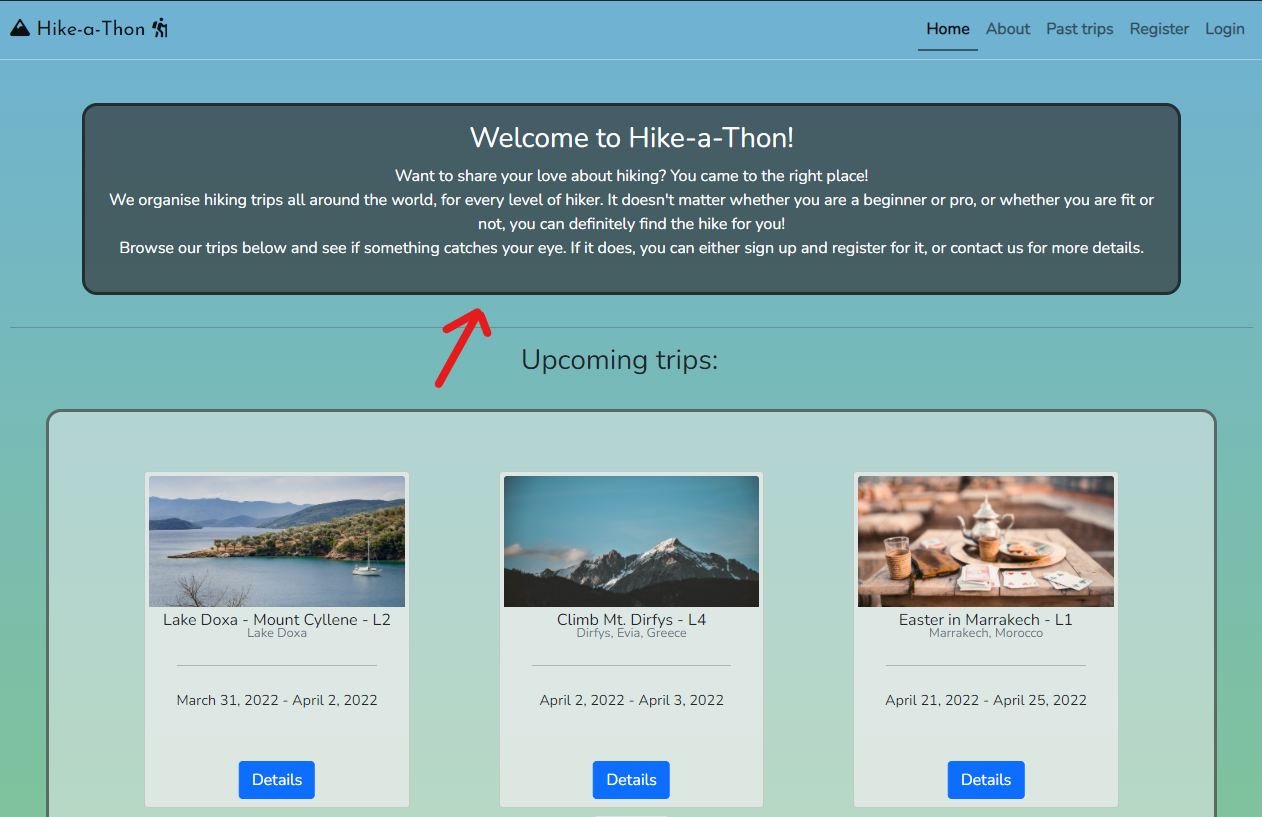 Hike-a-Thon
Home About Past trips Register Login
Welcome to Hike-a-Thon!
Want to share your love about hiking? You came to the right place!
We organise hiking trips all around the world, for every level of hiker. It doesn't matter whether you are a beginner or pro, or whether you are fit or
not, you can definitely find the hike for you!
Browse our trips below and see if something catches your eye. If it does, you can either sign up and register for it, or contact us for more details.
Upcoming trips:
Lake Doxa - Mount Cyllene - L2
Lake Doxa
March 31, 2022 - April 2, 2022
Details
Climb Mt. Dirfys - L4
Dirfys, Evia, Greece
April 2, 2022 - April 3, 2022
Details
Easter in Marrakech - L1
Marrakech, Morocco
April 21, 2022 - April 25, 2022
Details